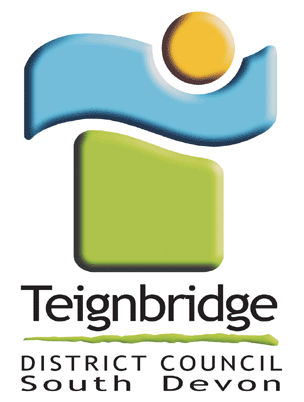 Teignbridge
DISTRICT COUNCIL
South Devon